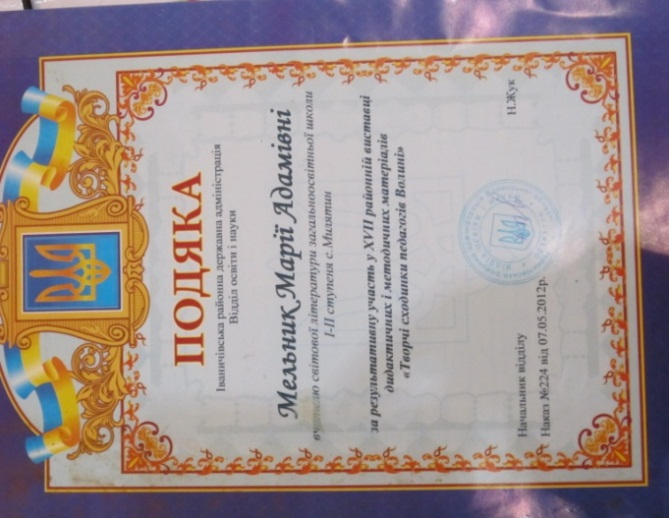 ПОДЯКА
Іваничівська районна державна адміністрація
Відділ освіти і науки
Мельник Марії Адамівні
вчителю світової літератури загальноосвітньої школи
І-ІІ ступеня с.Милятин
за результативну участь у XVII районній виставці
дидактичних і методичних матеріалів
«Творчі сходинки педагогів Волині»
Начальник відділу Н.Жук
Наказ №224 від 07.05.2012р.